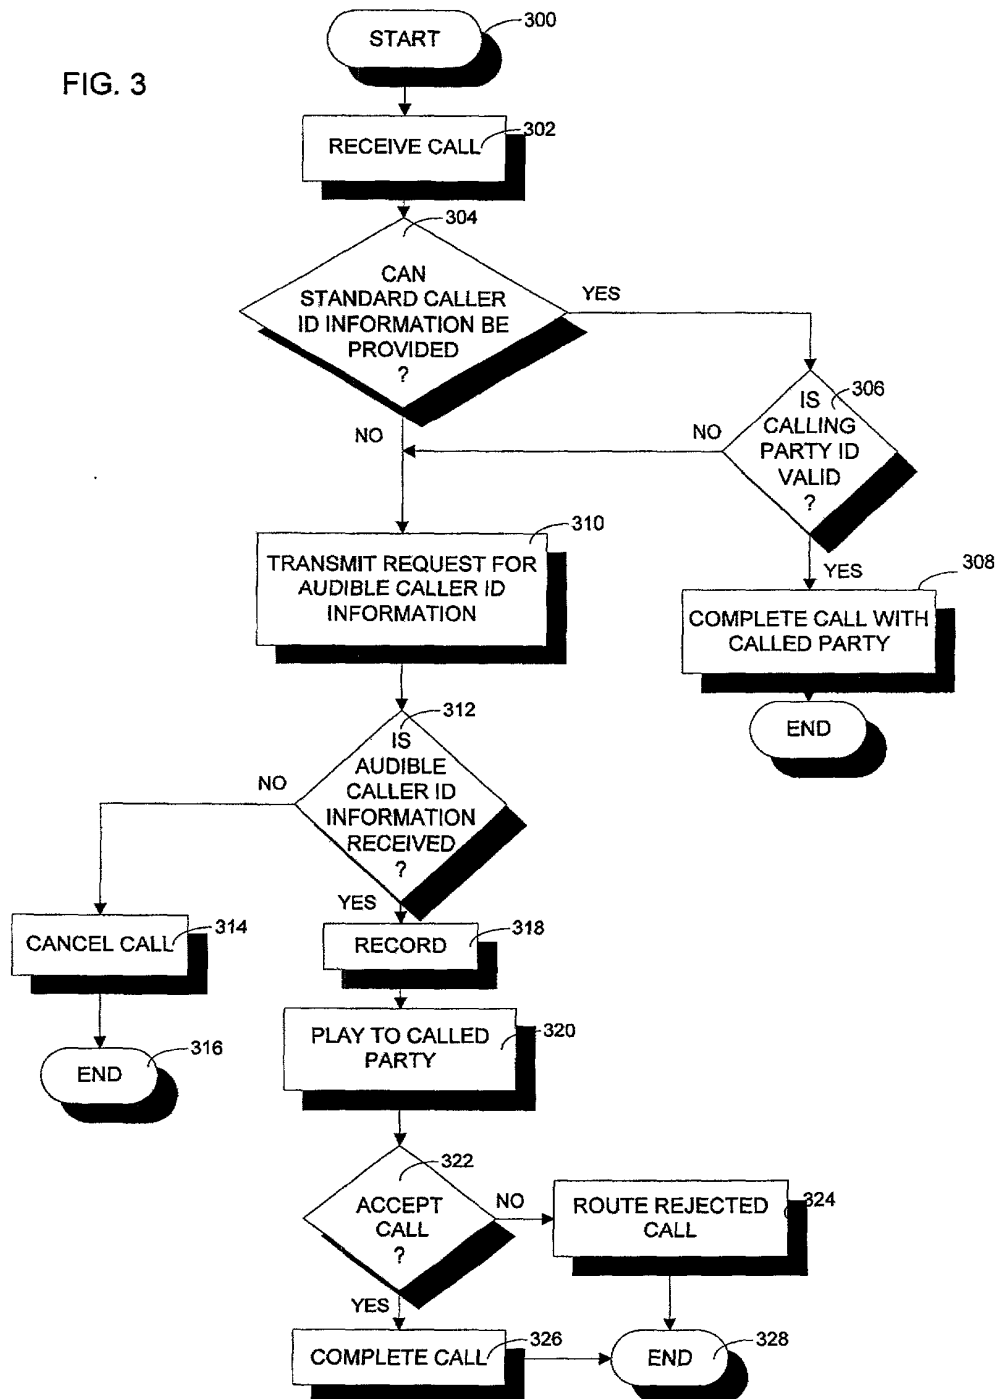 FIG. 3
START
300
RECEIVE CALL
302
304
CAN
STANDARD CALLER
ID INFORMATION BE
PROVIDED
?
YES
306
IS
CALLING
PARTY ID
VALID
?
NO
NO
YES
308
COMPLETE CALL WITH
CALLED PARTY
END
310
TRANSMIT REQUEST FOR
AUDIBLE CALLER ID
INFORMATION
312
IS
AUDIBLE
CALLER ID
INFORMATION
RECEIVED
?
NO
YES
CANCEL CALL
314
END
316
RECORD
318
PLAY TO CALLED
PARTY
320
322
ACCEPT
CALL
?
NO
ROUTE REJECTED
CALL
324
YES
COMPLETE CALL
326
END
328